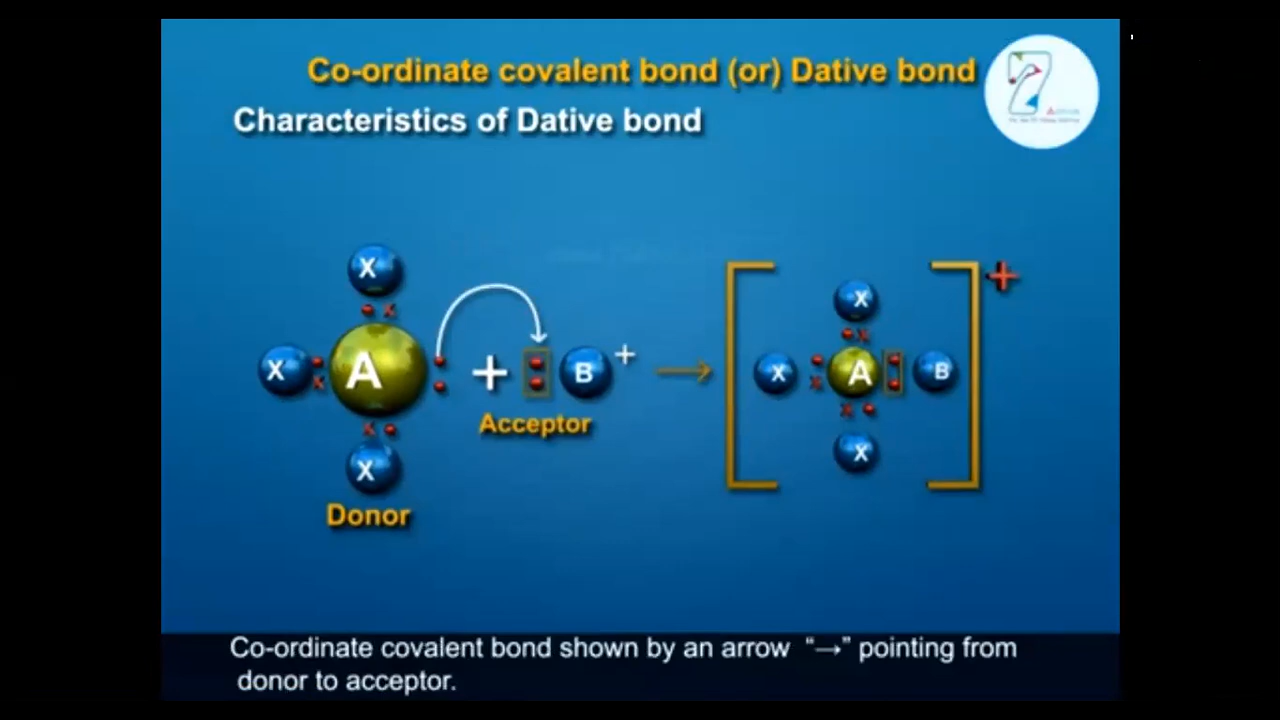 Co-ordinate covalent bond (or) Dative bond
Characteristics of Dative bond
X
X
A
X
Donor
+
B
+
Acceptor
→
X
X
A
B
X
+
Co-ordinate covalent bond shown by an arrow “→” pointing from
donor to acceptor.